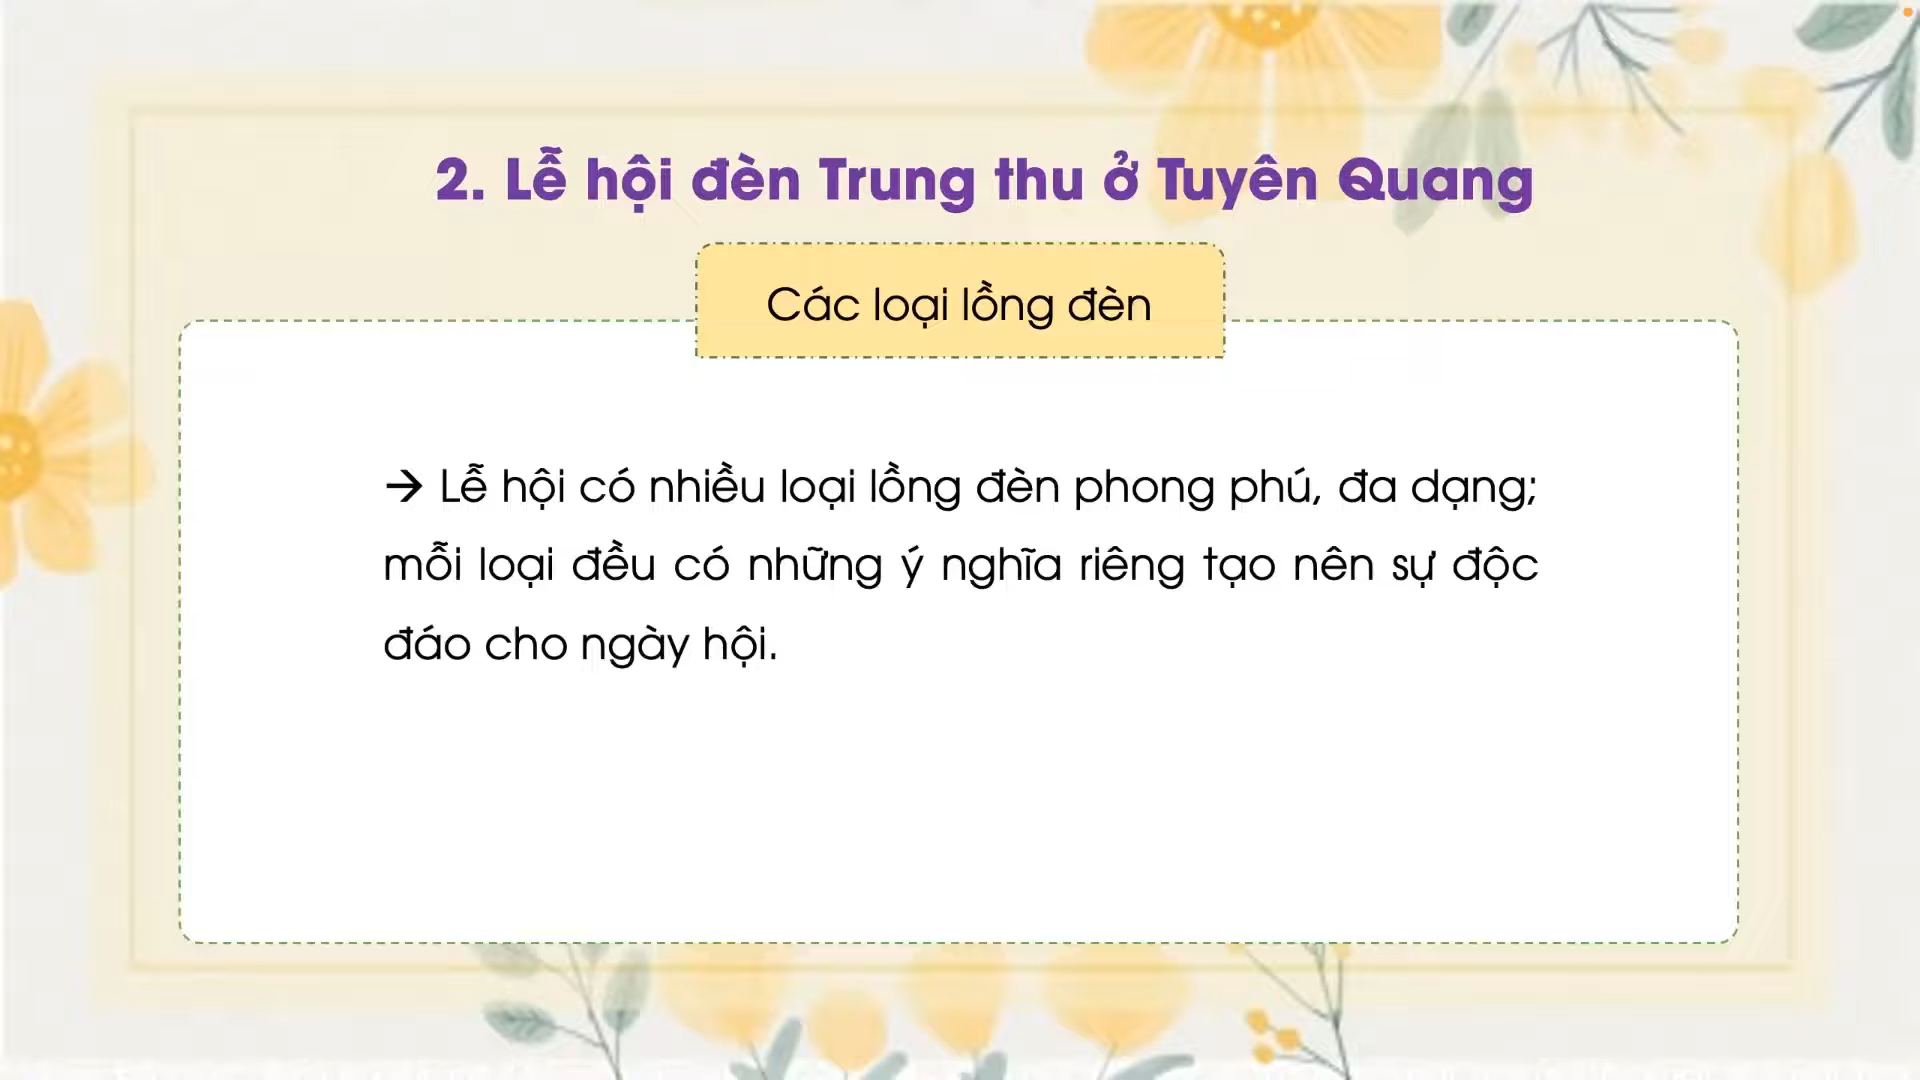 2. Lễ hội đèn Trung thu ở Tuyên Quang
Các loại lồng đèn
→ Lễ hội có nhiều loại lồng đèn phong phú, đa dạng;
mỗi loại đều có những ý nghĩa riêng tạo nên sự độc
đáo cho ngày hội.